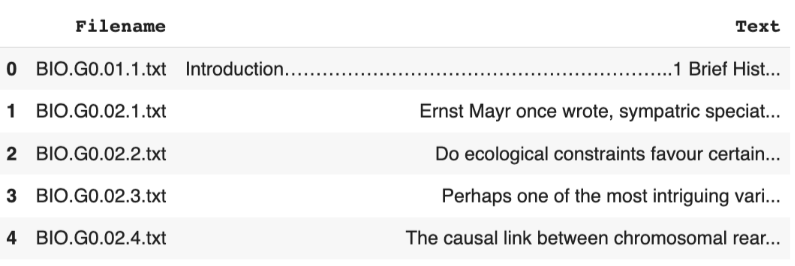 Filename Text
0 BIO.G0.01.1.txt Introduction…………………………………………………………..1 Brief Hist...
1 BIO.G0.02.1.txt Ernst Mayr once wrote, sympatric speciat...
2 BIO.G0.02.2.txt Do ecological constraints favour certain...
3 BIO.G0.02.3.txt Perhaps one of the most intriguing vari...
4 BIO.G0.02.4.txt The causal link between chromosomal rear...